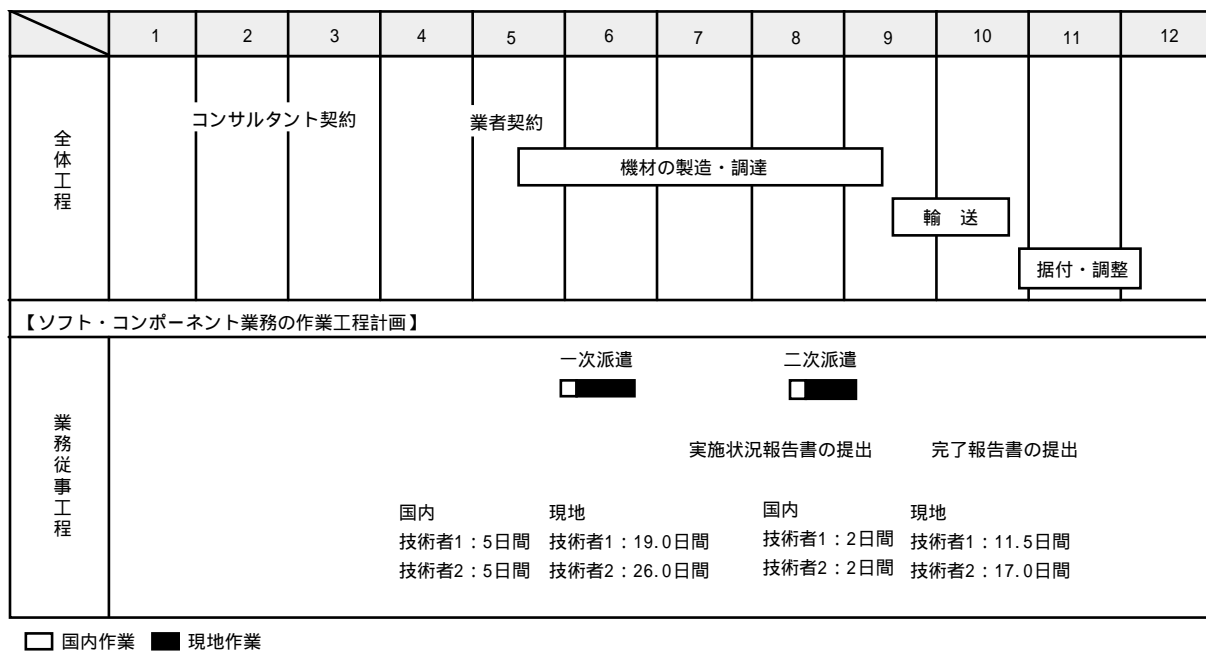 1 2 3 4 5 6 7 8 9 10 11 12
全体工程
コンサルタント契約
業者契約
機材の製造・調達
輸 送
据付・調整
【ソフト・コンポーネント業務の作業工程計画】
業務従事工程
一次派遣
二次派遣
実施状況報告書の提出
完了報告書の提出
国内
技術者1：5日間
技術者2：5日間
現地
技術者1：19.0日間
技術者2：26.0日間
国内
技術者1：2日間
技術者2：2日間
現地
技術者1：11.5日間
技術者2：17.0日間
国内作業 現地作業